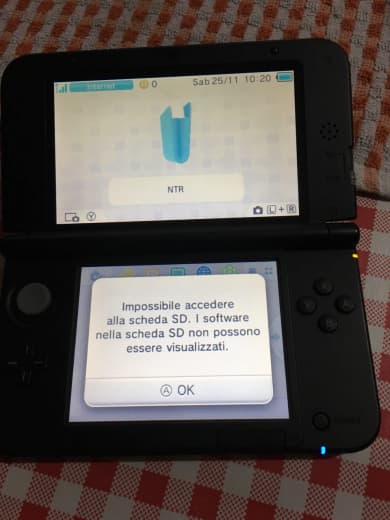 Internet
0
Sab 25/11
10:20
NTR
Y
L + R
Impossibile accedere
alla scheda SD. I software
nella scheda SD non possono
essere visualizzati.
A OK